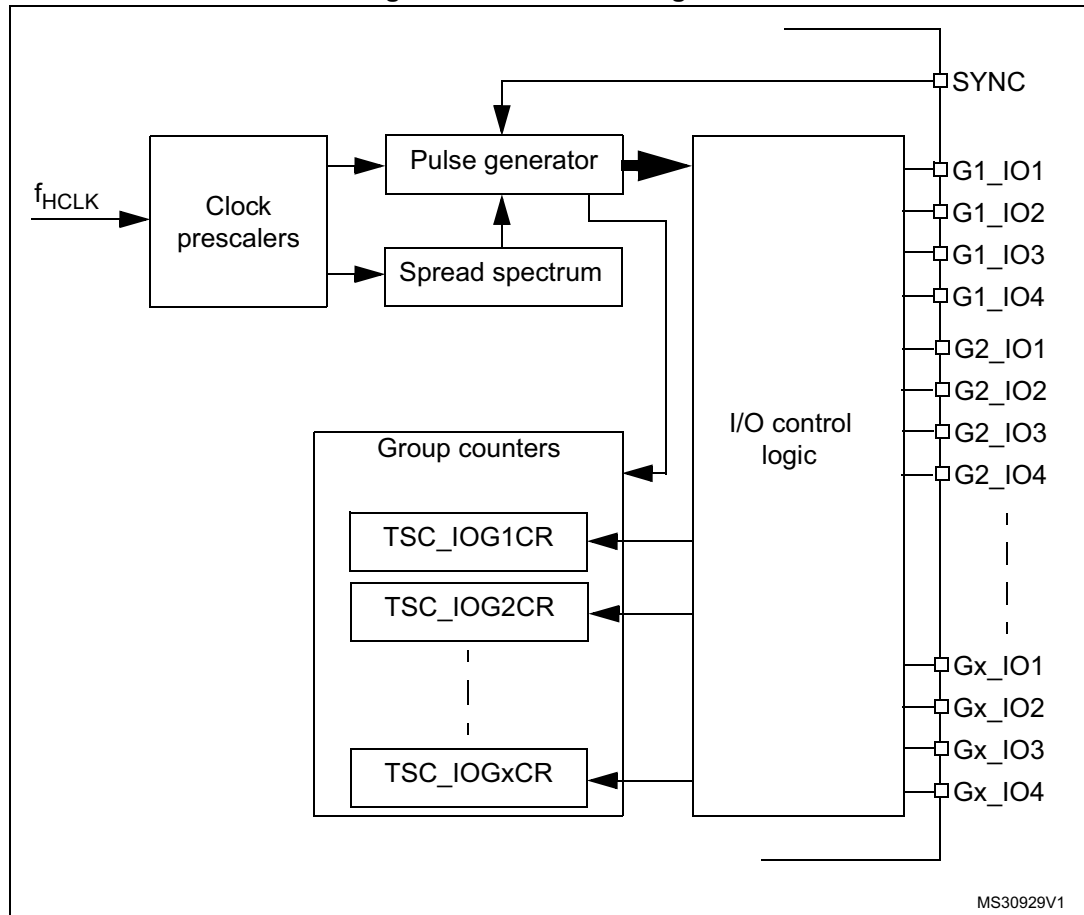 SYNC
Pulse generator
fHCLK
Clock
prescalers
Spread spectrum
G1_IO1
G1_IO2
G1_IO3
G1_IO4
G2_IO1
G2_IO2
G2_IO3
G2_IO4
I/O control
logic
Group counters
TSC_IOG1CR
TSC_IOG2CR
TSC_IOGxCR
Gx_IO1
Gx_IO2
Gx_IO3
Gx_IO4
MS30929V1